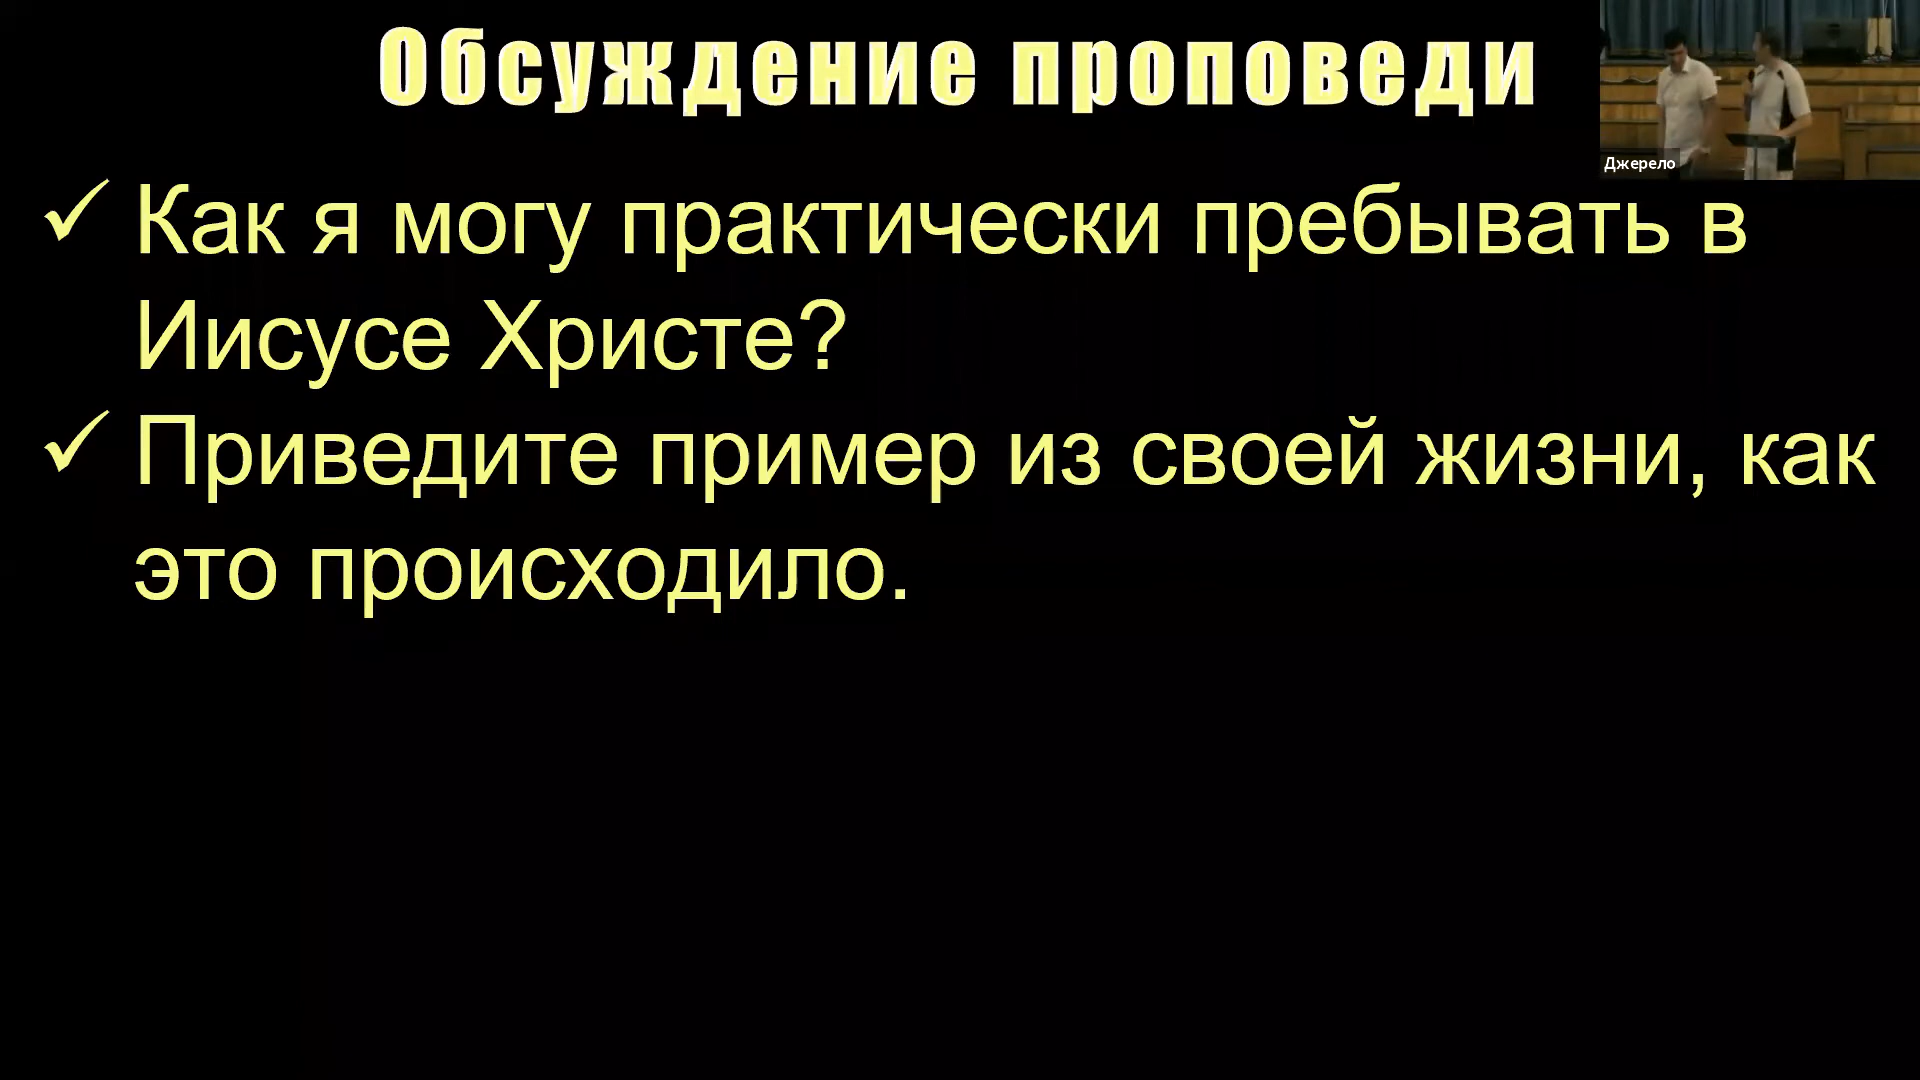 Обсуждение проповеди
Джерело
✓ Как я могу практически пребывать в
Иисусе Христе?
✓ Приведите пример из своей жизни, как
это происходило.